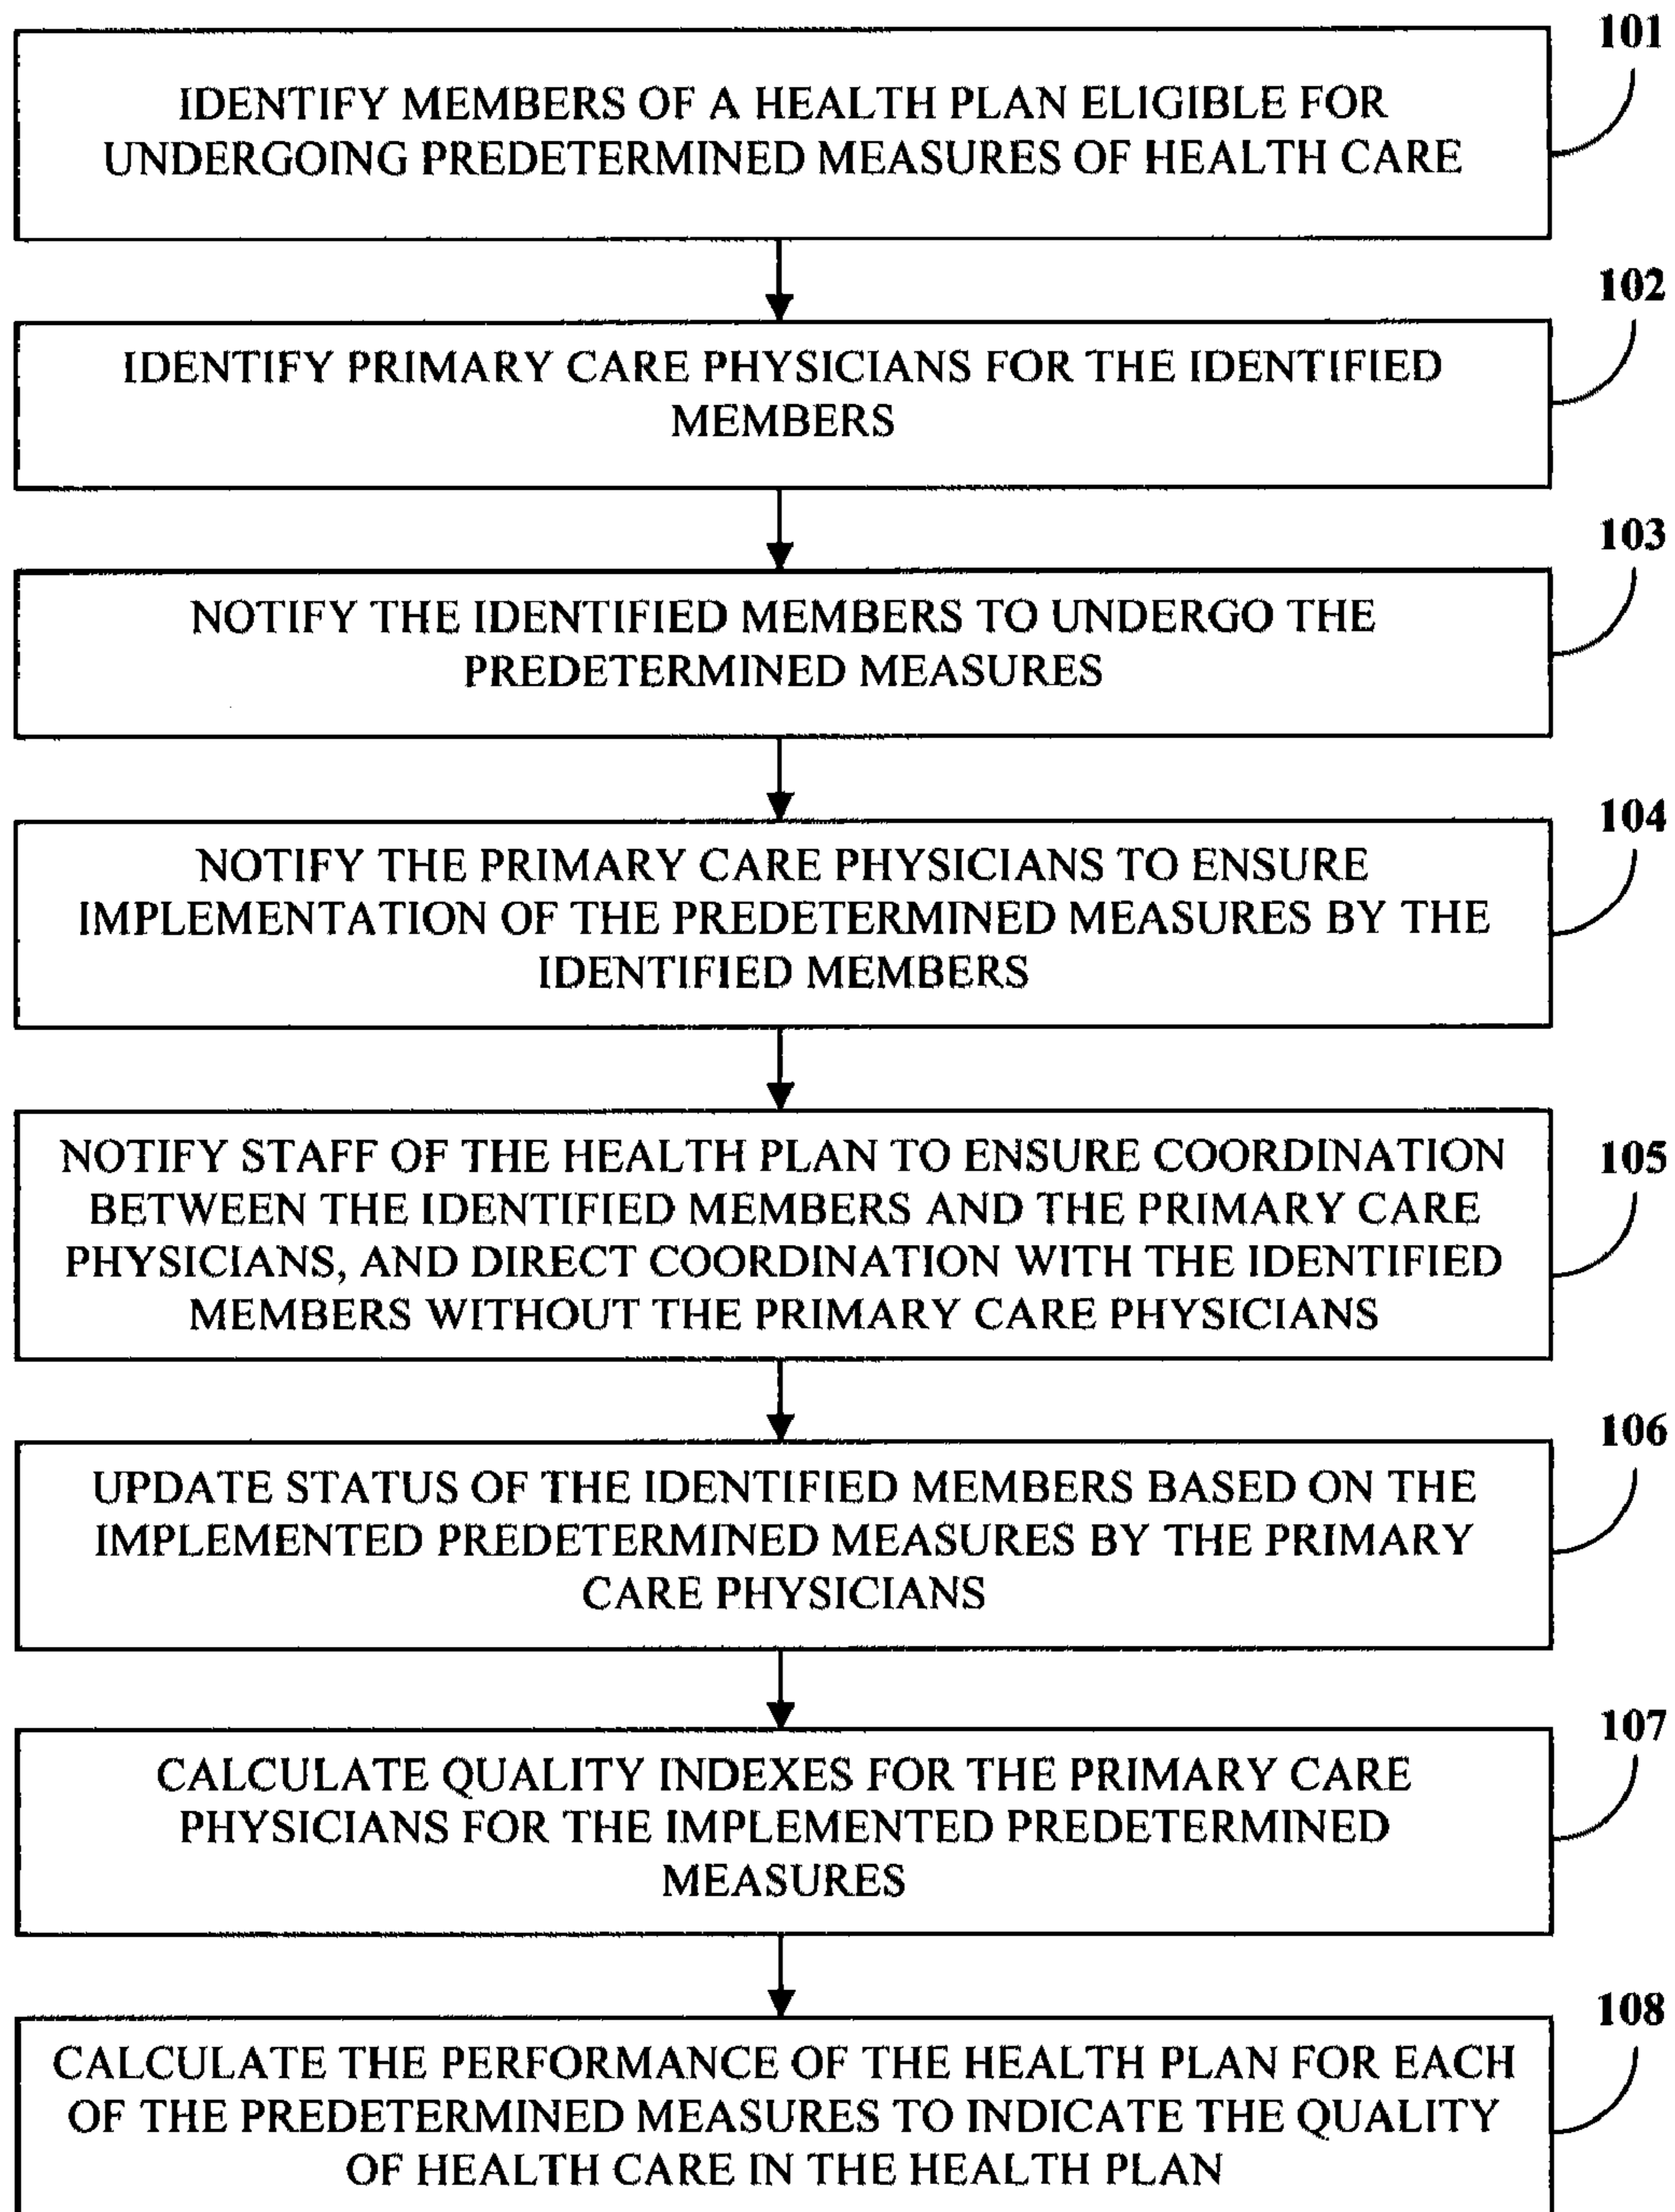 101
IDENTIFY MEMBERS OF A HEALTH PLAN ELIGIBLE FOR
UNDERGOING PREDETERMINED MEASURES OF HEALTH CARE
102
IDENTIFY PRIMARY CARE PHYSICIANS FOR THE IDENTIFIED
MEMBERS
103
NOTIFY THE IDENTIFIED MEMBERS TO UNDERGO THE
PREDETERMINED MEASURES
104
NOTIFY THE PRIMARY CARE PHYSICIANS TO ENSURE
IMPLEMENTATION OF THE PREDETERMINED MEASURES BY THE
IDENTIFIED MEMBERS
105
NOTIFY STAFF OF THE HEALTH PLAN TO ENSURE COORDINATION
BETWEEN THE IDENTIFIED MEMBERS AND THE PRIMARY CARE
PHYSICIANS, AND DIRECT COORDINATION WITH THE IDENTIFIED
MEMBERS WITHOUT THE PRIMARY CARE PHYSICIANS
106
UPDATE STATUS OF THE IDENTIFIED MEMBERS BASED ON THE
IMPLEMENTED PREDETERMINED MEASURES BY THE PRIMARY
CARE PHYSICIANS
107
CALCULATE QUALITY INDEXES FOR THE PRIMARY CARE
PHYSICIANS FOR THE IMPLEMENTED PREDETERMINED
MEASURES
108
CALCULATE THE PERFORMANCE OF THE HEALTH PLAN FOR EACH
OF THE PREDETERMINED MEASURES TO INDICATE THE QUALITY
OF HEALTH CARE IN THE HEALTH PLAN